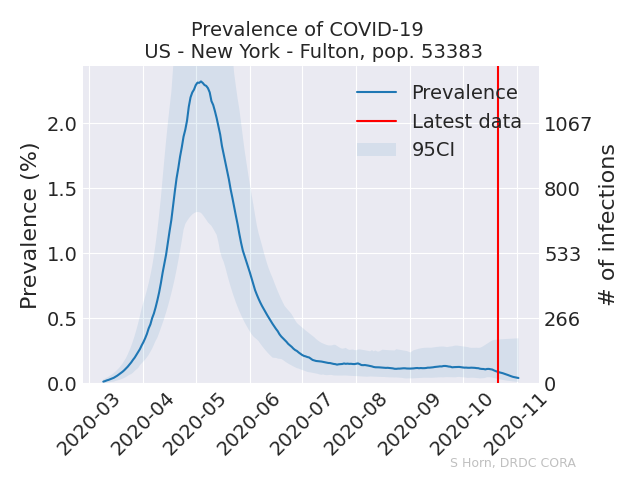 Prevalence of COVID-19
US - New York - Fulton, pop. 53383
Prevalence (%)
2.0
1.5
1.0
0.5
0.0
Prevalence
Latest data
95CI
1067
800
533
266
0
# of infections
2020-03
2020-04
2020-05
2020-06
2020-07
2020-08
2020-09
2020-10
2020-11
S Horn, DRDC CORA